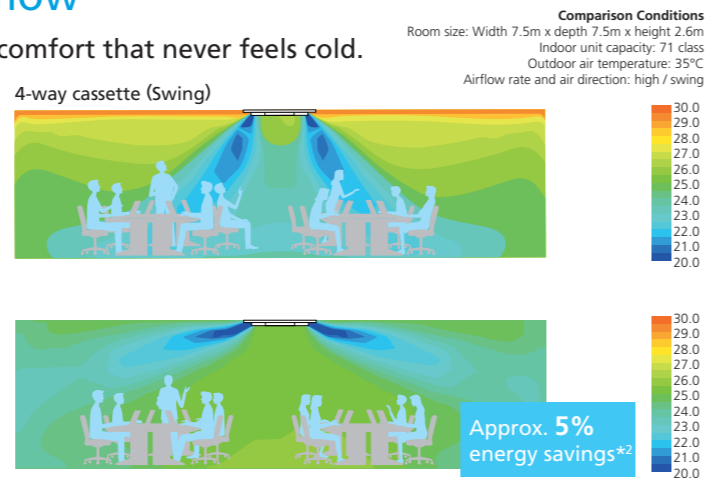 comfort that never feels cold.
Comparison Conditions
Room size: Width 7.5m x depth 7.5m x height 2.6m
Indoor unit capacity: 71 class
Outdoor air temperature: 35ºC
Airflow rate and air direction: high / swing
4-way cassette (Swing)
30.0
29.0
28.0
27.0
26.0
25.0
24.0
23.0
22.0
21.0
20.0
30.0
29.0
28.0
27.0
26.0
25.0
24.0
23.0
22.0
21.0
20.0
Approx. 5%
energy savings*2